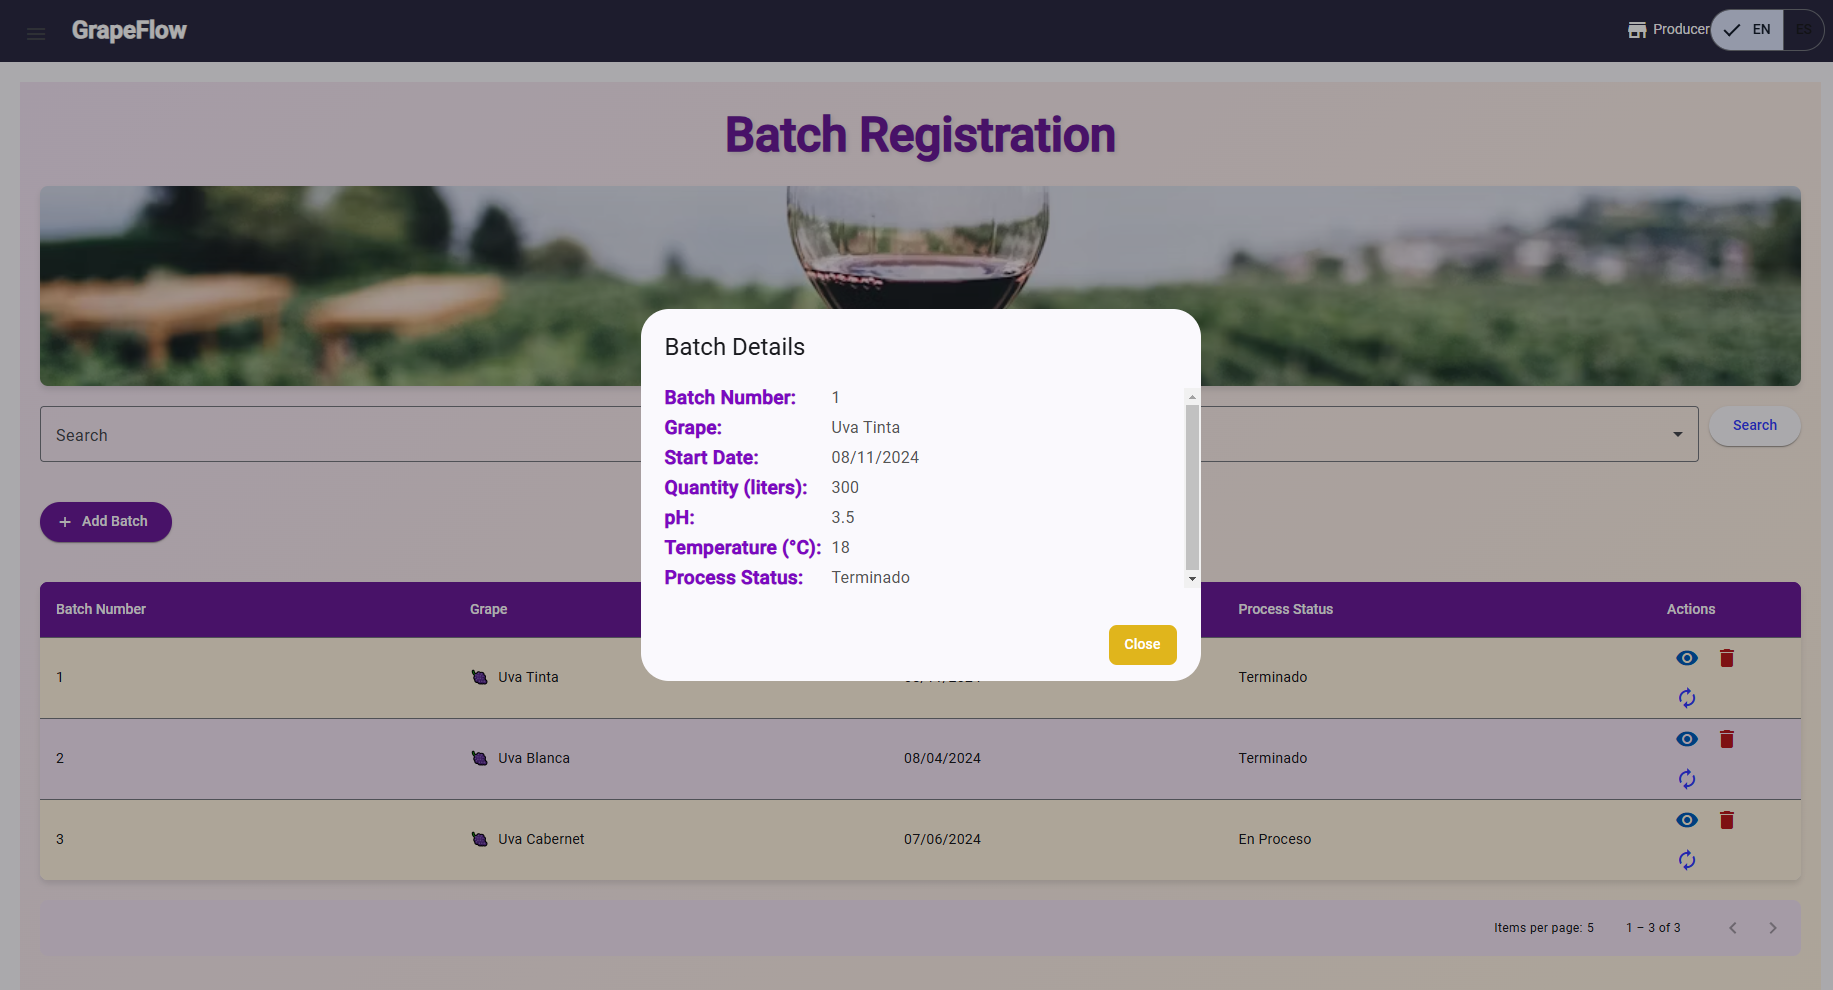 GrapeFlow
Producer
EN
ES
Batch Registration
Batch Details
Batch Number: 1
Grape: Uva Tinta
Start Date: 08/11/2024
Quantity (liters): 300
pH: 3.5
Temperature (°C): 18
Process Status: Terminado
Close
Search
Search
+ Add Batch
Batch Number Grape Process Status Actions
1 Uva Tinta Terminado
2 Uva Blanca 08/04/2024 Terminado
3 Uva Cabernet 07/06/2024 En Proceso
Items per page: 5 1 – 3 of 3